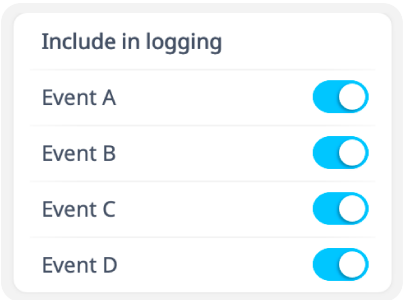 Include in logging
Event A
Event B
Event C
Event D